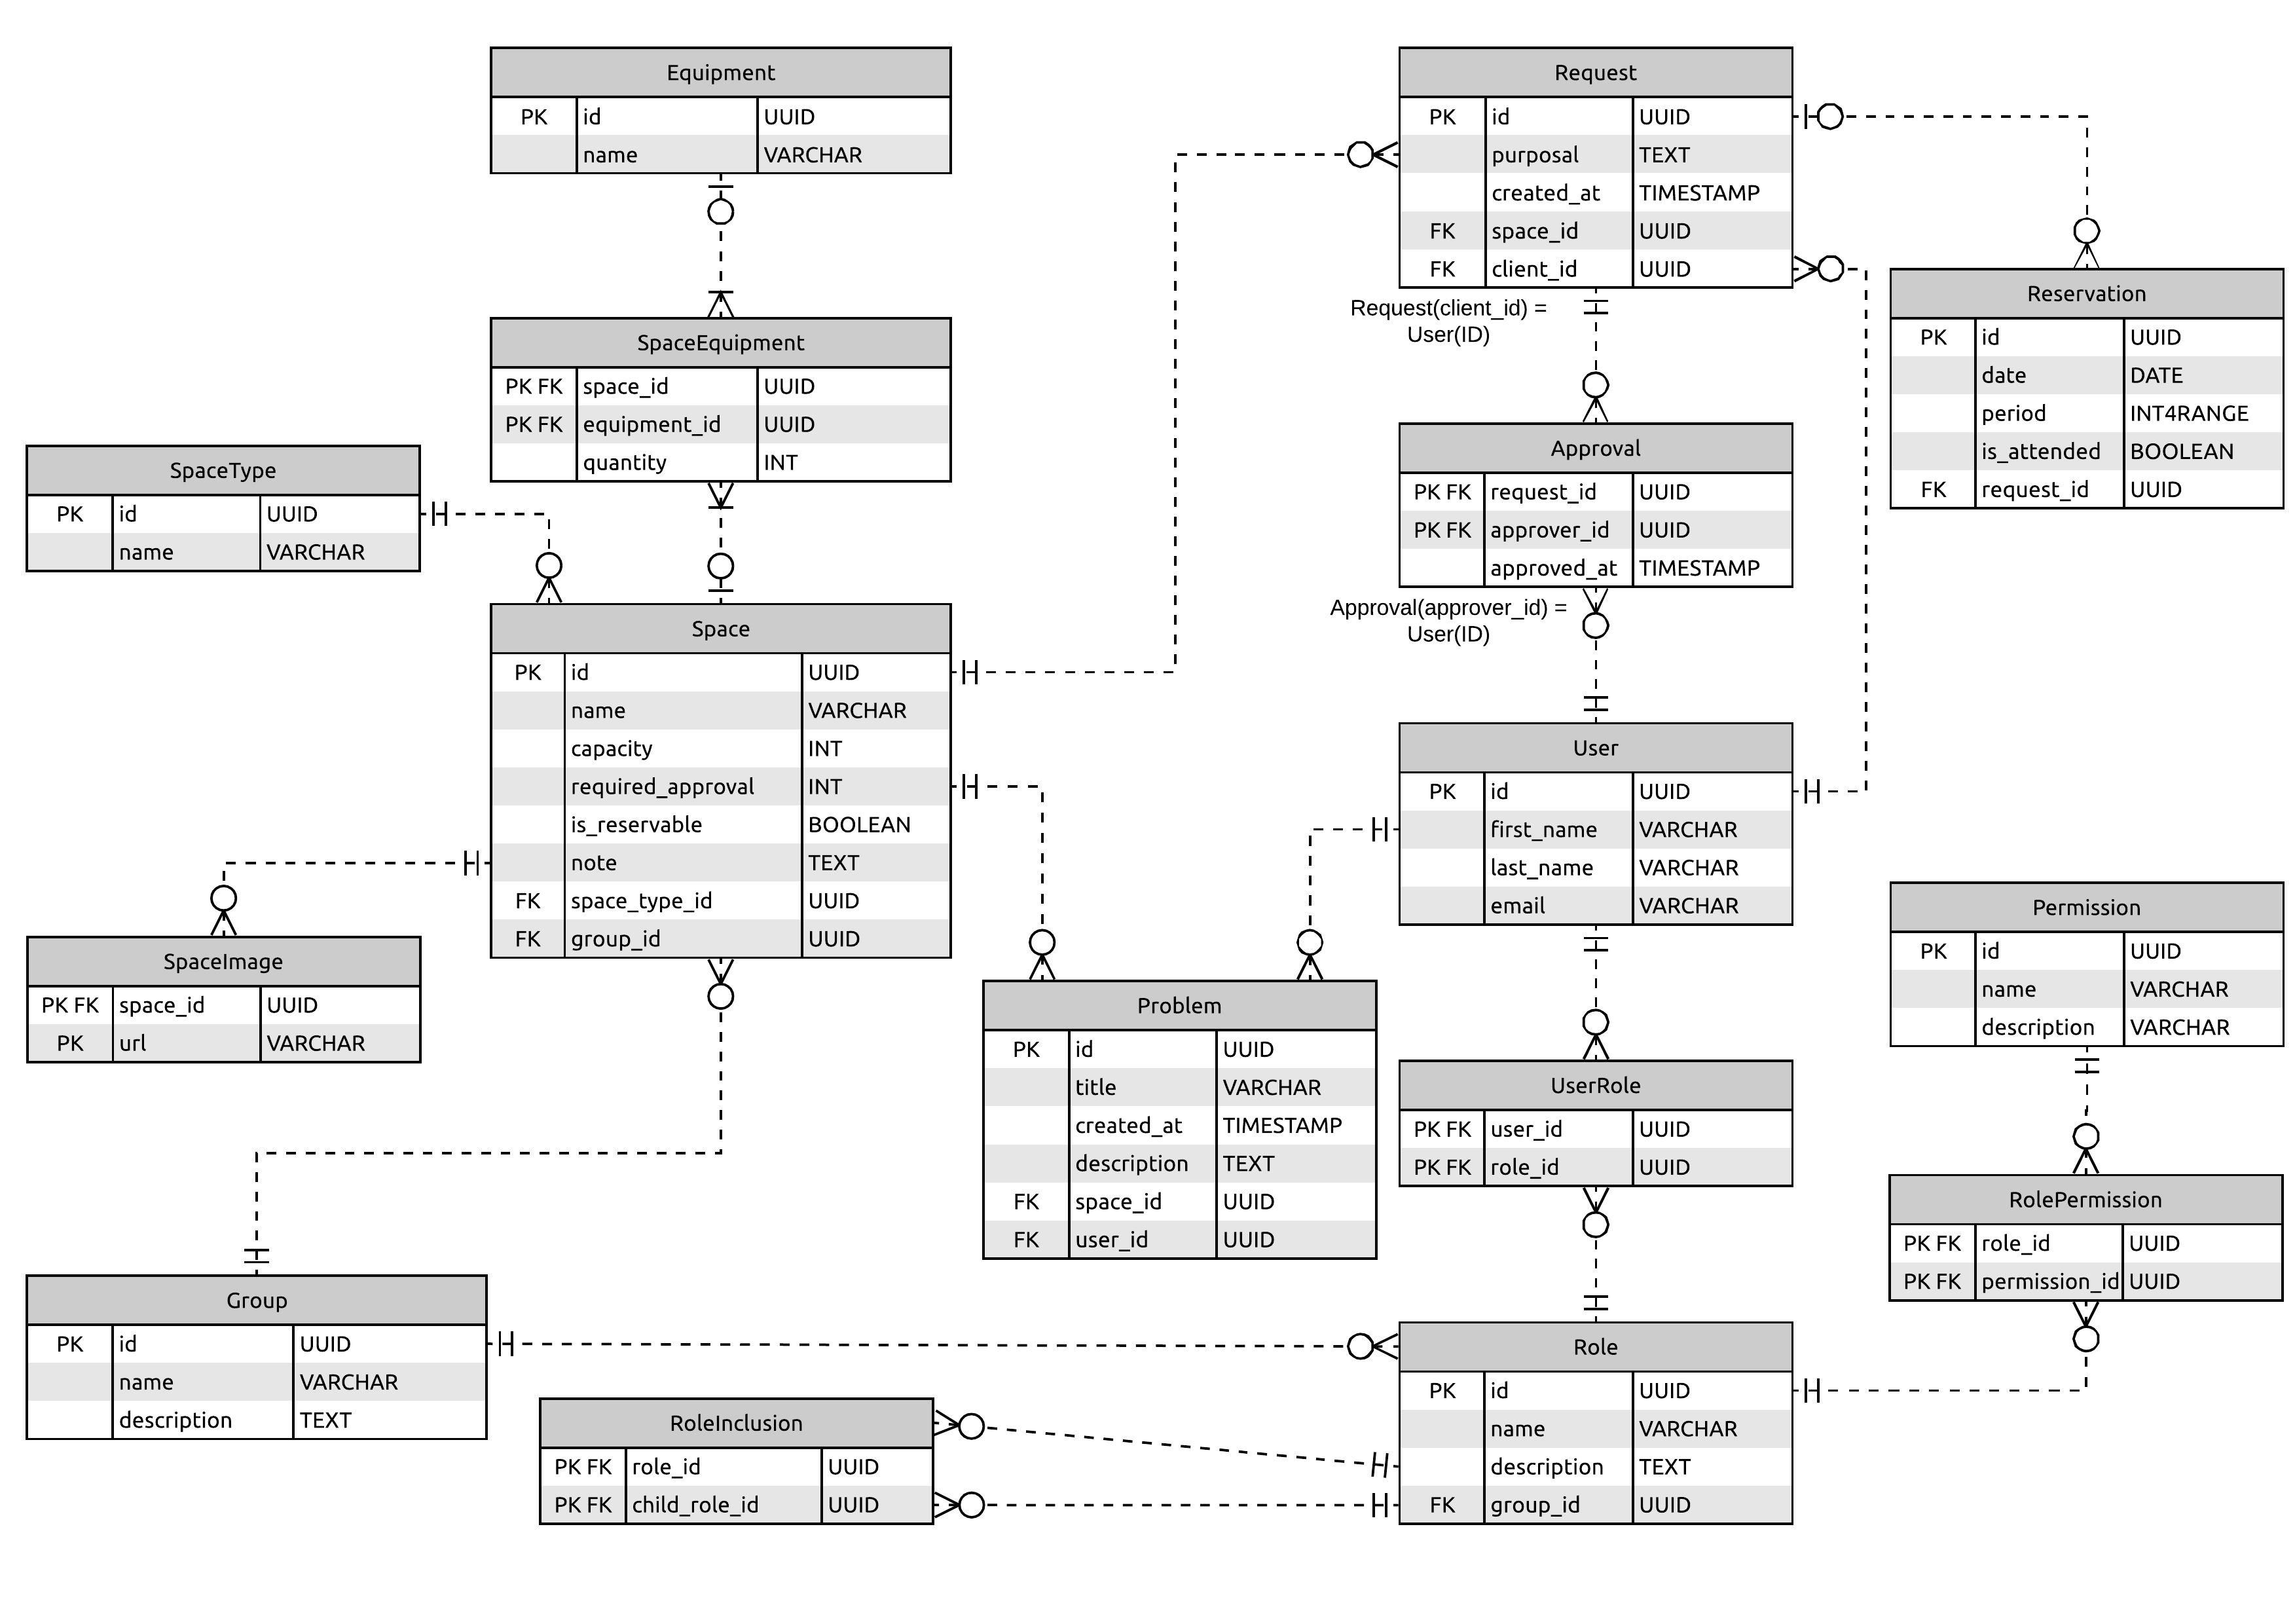 Equipment
PK id UUID
name VARCHAR
SpaceEquipment
PK FK space_id UUID
PK FK equipment_id UUID
quantity INT
SpaceType
PK id UUID
name VARCHAR
Space
PK id UUID
name VARCHAR
capacity INT
required_approval INT
is_reservable BOOLEAN
note TEXT
FK space_type_id UUID
FK group_id UUID
SpaceImage
PK FK space_id UUID
PK url VARCHAR
Group
PK id UUID
name VARCHAR
description TEXT
RoleInclusion
PK FK role_id UUID
PK FK child_role_id UUID
Problem
PK id UUID
title VARCHAR
created_at TIMESTAMP
description TEXT
FK space_id UUID
FK user_id UUID
Request
PK id UUID
purposal TEXT
created_at TIMESTAMP
FK space_id UUID
FK client_id UUID
Request(client_id) =
User(ID)
Approval
PK FK request_id UUID
PK FK approver_id UUID
approved_at TIMESTAMP
Approval(approver_id) =
User(ID)
User
PK id UUID
first_name VARCHAR
last_name VARCHAR
email VARCHAR
UserRole
PK FK user_id UUID
PK FK role_id UUID
Role
PK id UUID
name VARCHAR
description TEXT
FK group_id UUID
Reservation
PK id UUID
date DATE
period INT4RANGE
is_attended BOOLEAN
FK request_id UUID
Permission
PK id UUID
name VARCHAR
description VARCHAR
RolePermission
PK FK role_id UUID
PK FK permission_id UUID